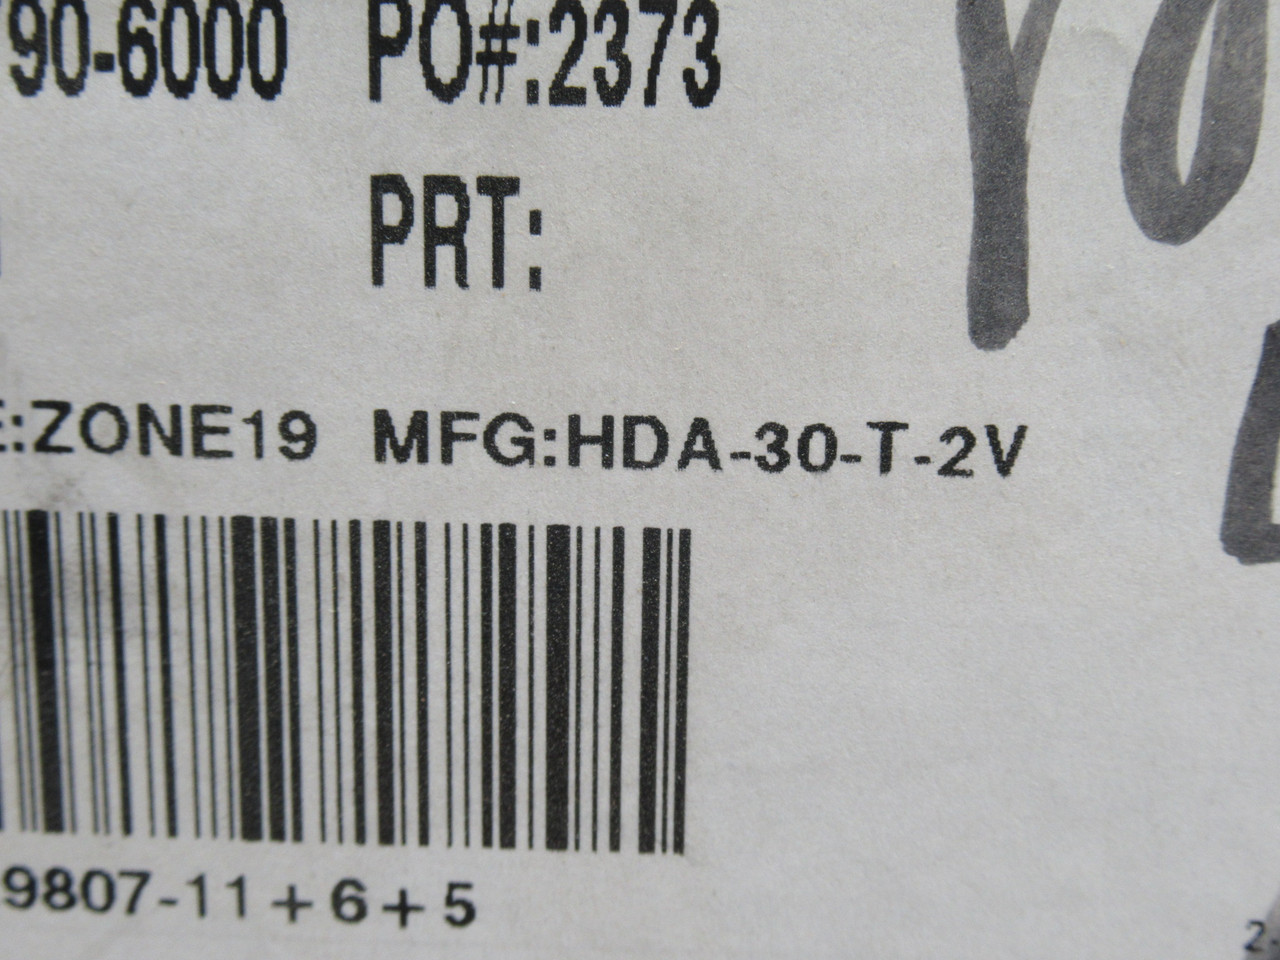 90-6000 PO#:2373
PRT:
E:ZONE19 MFG:HDA-30-T-2V
9807-11+6+5